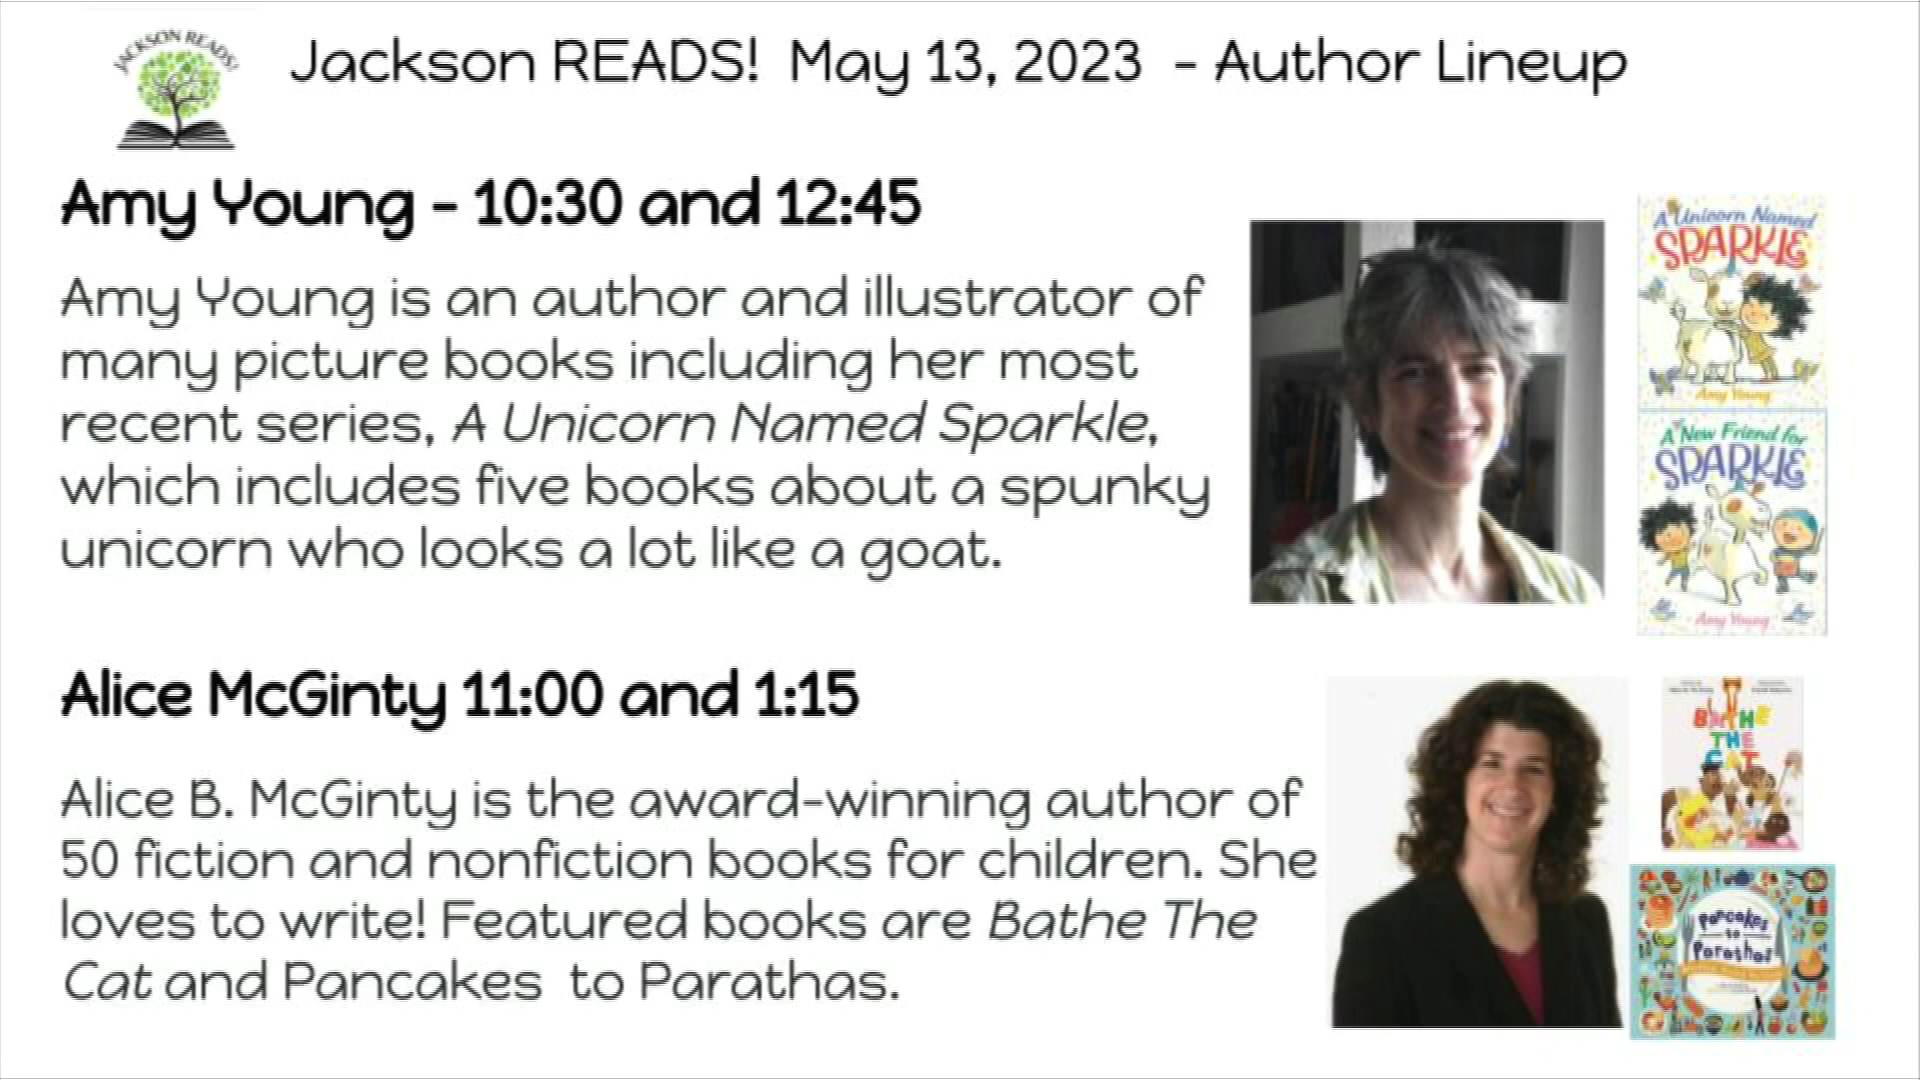 JACKSON READS!
Jackson READS!  May 13, 2023  - Author Lineup
Amy Young - 10:30 and 12:45
Amy Young is an author and illustrator of
many picture books including her most
recent series, A Unicorn Named Sparkle,
which includes five books about a spunky
unicorn who looks a lot like a goat.
A Unicorn Named
SPARKLE
Amy Young
A New Friend for
SPARKLE
Amy Young
Alice McGinty 11:00 and 1:15
Alice B. McGinty is the award-winning author of
50 fiction and nonfiction books for children. She
loves to write! Featured books are Bathe The
Cat and Pancakes  to Parathas.
BATHE
THE
CAT
Pancakes
to
Parathas